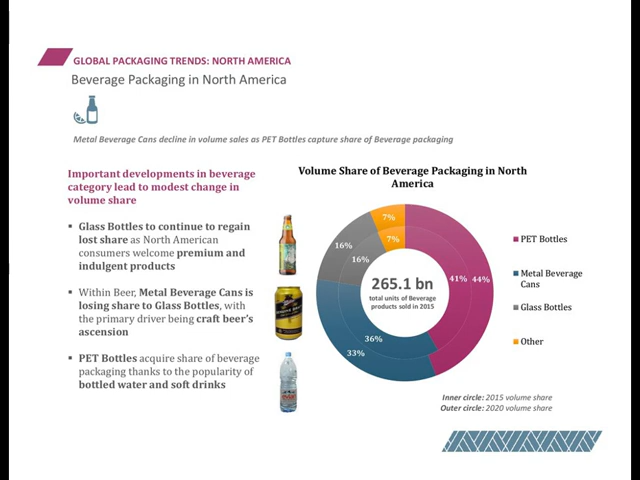 GLOBAL PACKAGING TRENDS: NORTH AMERICA
Beverage Packaging in North America
Metal Beverage Cans decline in volume sales as PET Bottles capture share of Beverage packaging
Important developments in beverage
category lead to modest change in
volume share
▪ Glass Bottles to continue to regain
lost share as North American
consumers welcome premium and
indulgent products
▪ Within Beer, Metal Beverage Cans is
losing share to Glass Bottles, with
the primary driver being craft beer's
ascension
▪ PET Bottles acquire share of beverage
packaging thanks to the popularity of
bottled water and soft drinks
Volume Share of Beverage Packaging in North
America
7%
7%
16%
16%
41%
44%
36%
33%
265.1 bn
total units of Beverage
products sold in 2015
PET Bottles
Metal Beverage
Cans
Glass Bottles
Other
Inner circle: 2015 volume share
Outer circle: 2020 volume share